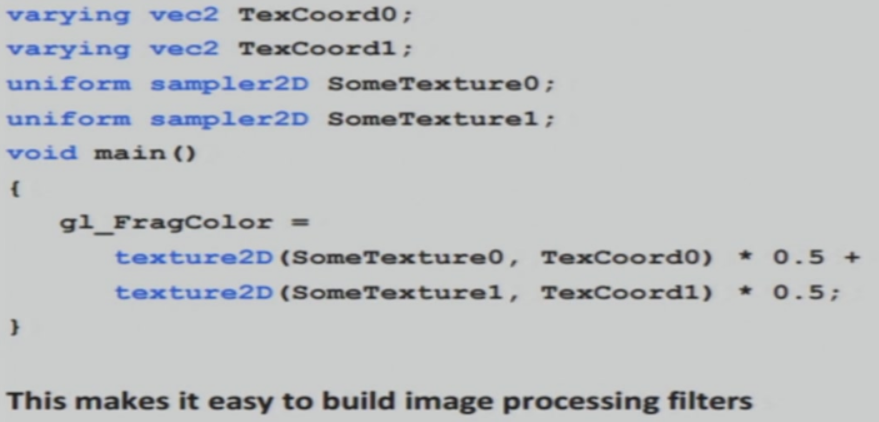 varying vec2 TexCoord0;
varying vec2 TexCoord1;
uniform sampler2D SomeTexture0;
uniform sampler2D SomeTexture1;
void main()
{
gl_FragColor =
texture2D(SomeTexture0, TexCoord0) * 0.5 +
texture2D(SomeTexture1, TexCoord1) * 0.5;
}
This makes it easy to build image processing filters